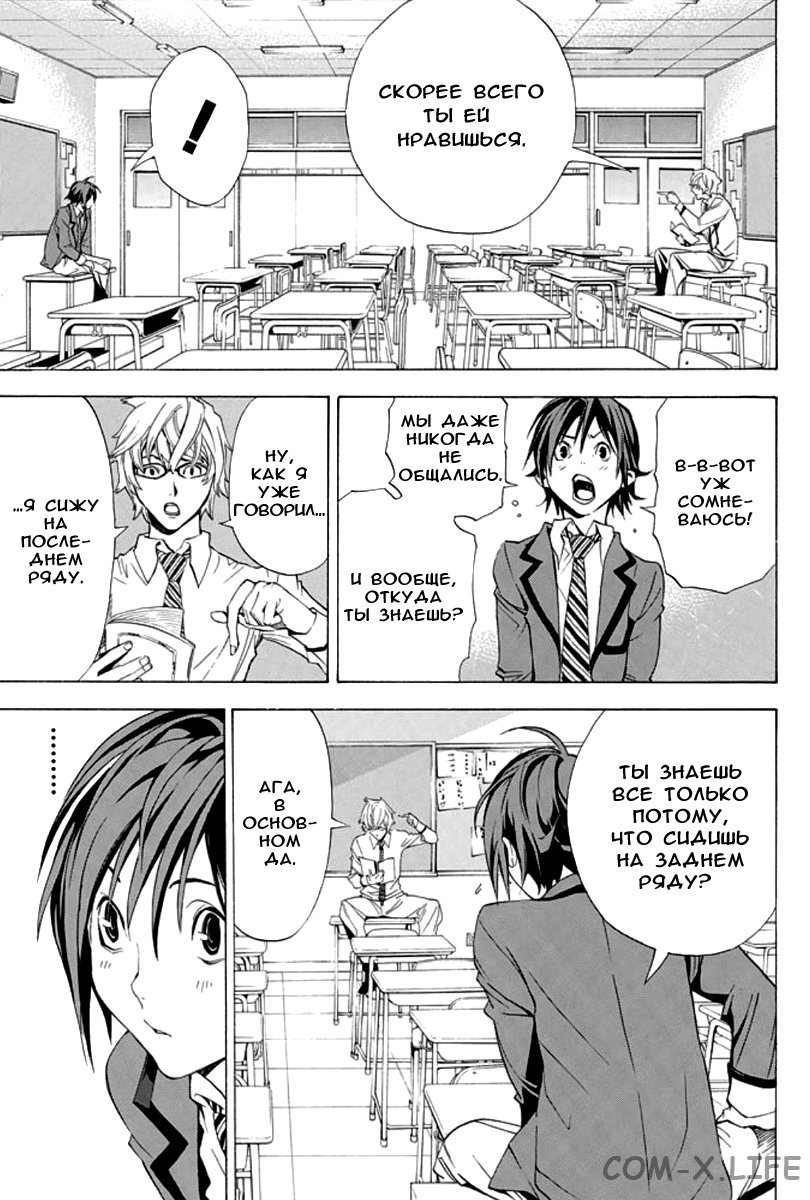 СКОРЕЕ ВСЕГО
ТЫ ЕЙ
НРАВИШЬСЯ.
!
В-В-ВОТ
УЖ
СОМНЕ-
ВАЮСЬ!
МЫ ДАЖЕ
НИКОГДА
НЕ
ОБЩАЛИСЬ.
И ВООБЩЕ,
ОТКУДА
ТЫ ЗНАЕШЬ?
НУ,
КАК Я
УЖЕ
ГОВОРИЛ...
...Я СИЖУ
НА
ПОСЛЕ-
ДНЕМ
РЯДУ.
ТЫ ЗНАЕШЬ
ВСЕ ТОЛЬКО
ПОТОМУ,
ЧТО СИДИШЬ
НА ЗАДНЕМ
РЯДУ?
АГА,
В
ОСНОВ-
НОМ
ДА.
.........
COM-X.LIFE